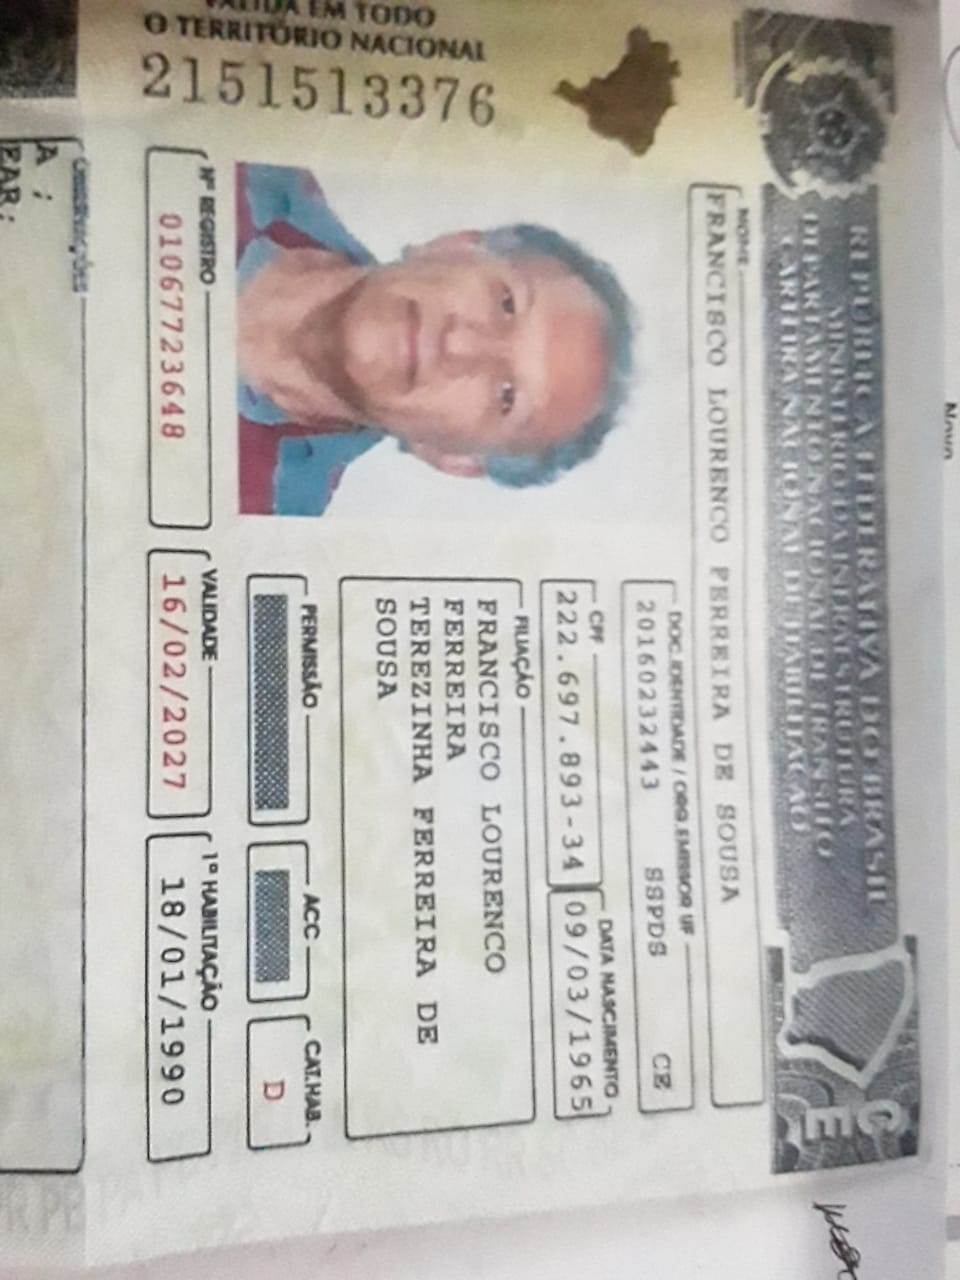 REPÚBLICA FEDERATIVA DO BRASIL
MINISTÉRIO DA INFRAESTRUTURA
DEPARTAMENTO NACIONAL DE TRÂNSITO
CARTEIRA NACIONAL DE HABILITAÇÃO
CE
NOME
FRANCISCO LOURENCO FERREIRA DE SOUSA
DOC. IDENTIDADE / ÓRG. EMISSOR UF
20160232443 SSPDS CE
CPF
222.697.893-34
DATA NASCIMENTO
09/03/1965
FILIAÇÃO
FRANCISCO LOURENCO
FERREIRA
TEREZINHA FERREIRA DE
SOUSA
PERMISSÃO
ACC
CAT.HAB.
D
Nº REGISTRO
01067723648
VALIDADE
16/02/2027
1ª HABILITAÇÃO
18/01/1990
OBSERVAÇÕES
A ;
EAR;
VÁLIDA EM TODO
O TERRITÓRIO NACIONAL
2151513376